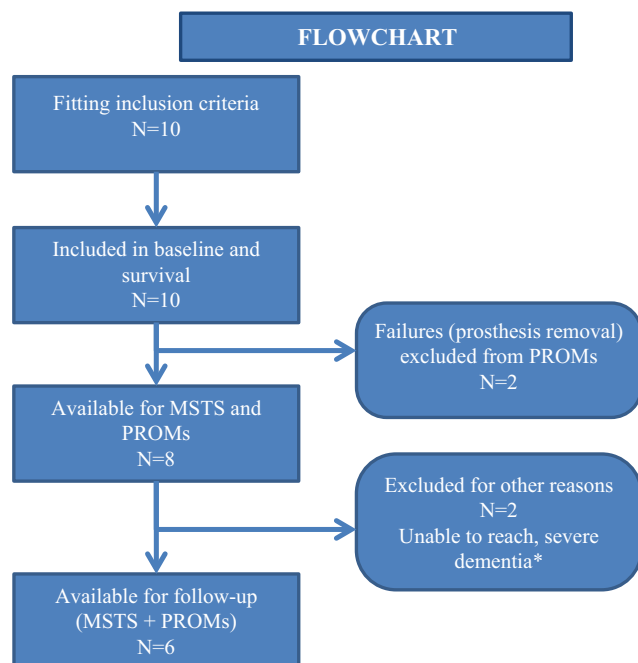 FLOWCHART
Fitting inclusion criteria
N=10
Included in baseline and
survival
N=10
Failures (prosthesis removal)
excluded from PROMs
N=2
Available for MSTS and
PROMs
N=8
Excluded for other reasons
N=2
Unable to reach, severe
dementia*
Available for follow-up
(MSTS + PROMs)
N=6